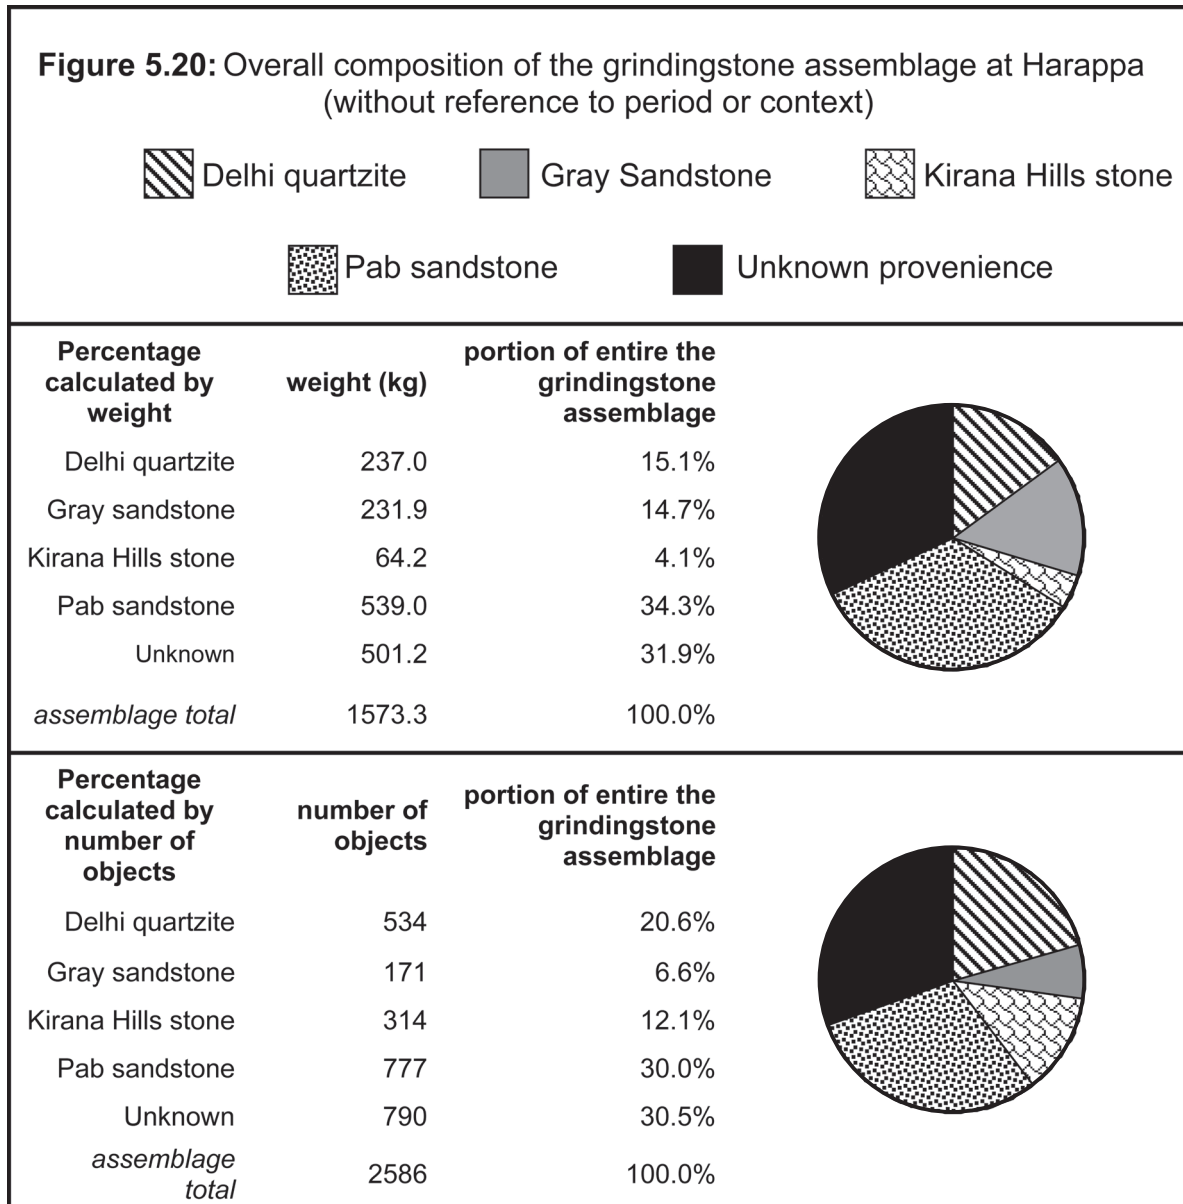 Figure 5.20: Overall composition of the grindingstone assemblage at Harappa
(without reference to period or context)
Delhi quartzite Gray Sandstone Kirana Hills stone
Pab sandstone Unknown provenience
Percentage calculated by weight weight (kg) portion of entire the grindingstone assemblage
Delhi quartzite 237.0 15.1%
Gray sandstone 231.9 14.7%
Kirana Hills stone 64.2 4.1%
Pab sandstone 539.0 34.3%
Unknown 501.2 31.9%
assemblage total 1573.3 100.0%
Percentage calculated by number of objects number of objects portion of entire the grindingstone assemblage
Delhi quartzite 534 20.6%
Gray sandstone 171 6.6%
Kirana Hills stone 314 12.1%
Pab sandstone 777 30.0%
Unknown 790 30.5%
assemblage total 2586 100.0%